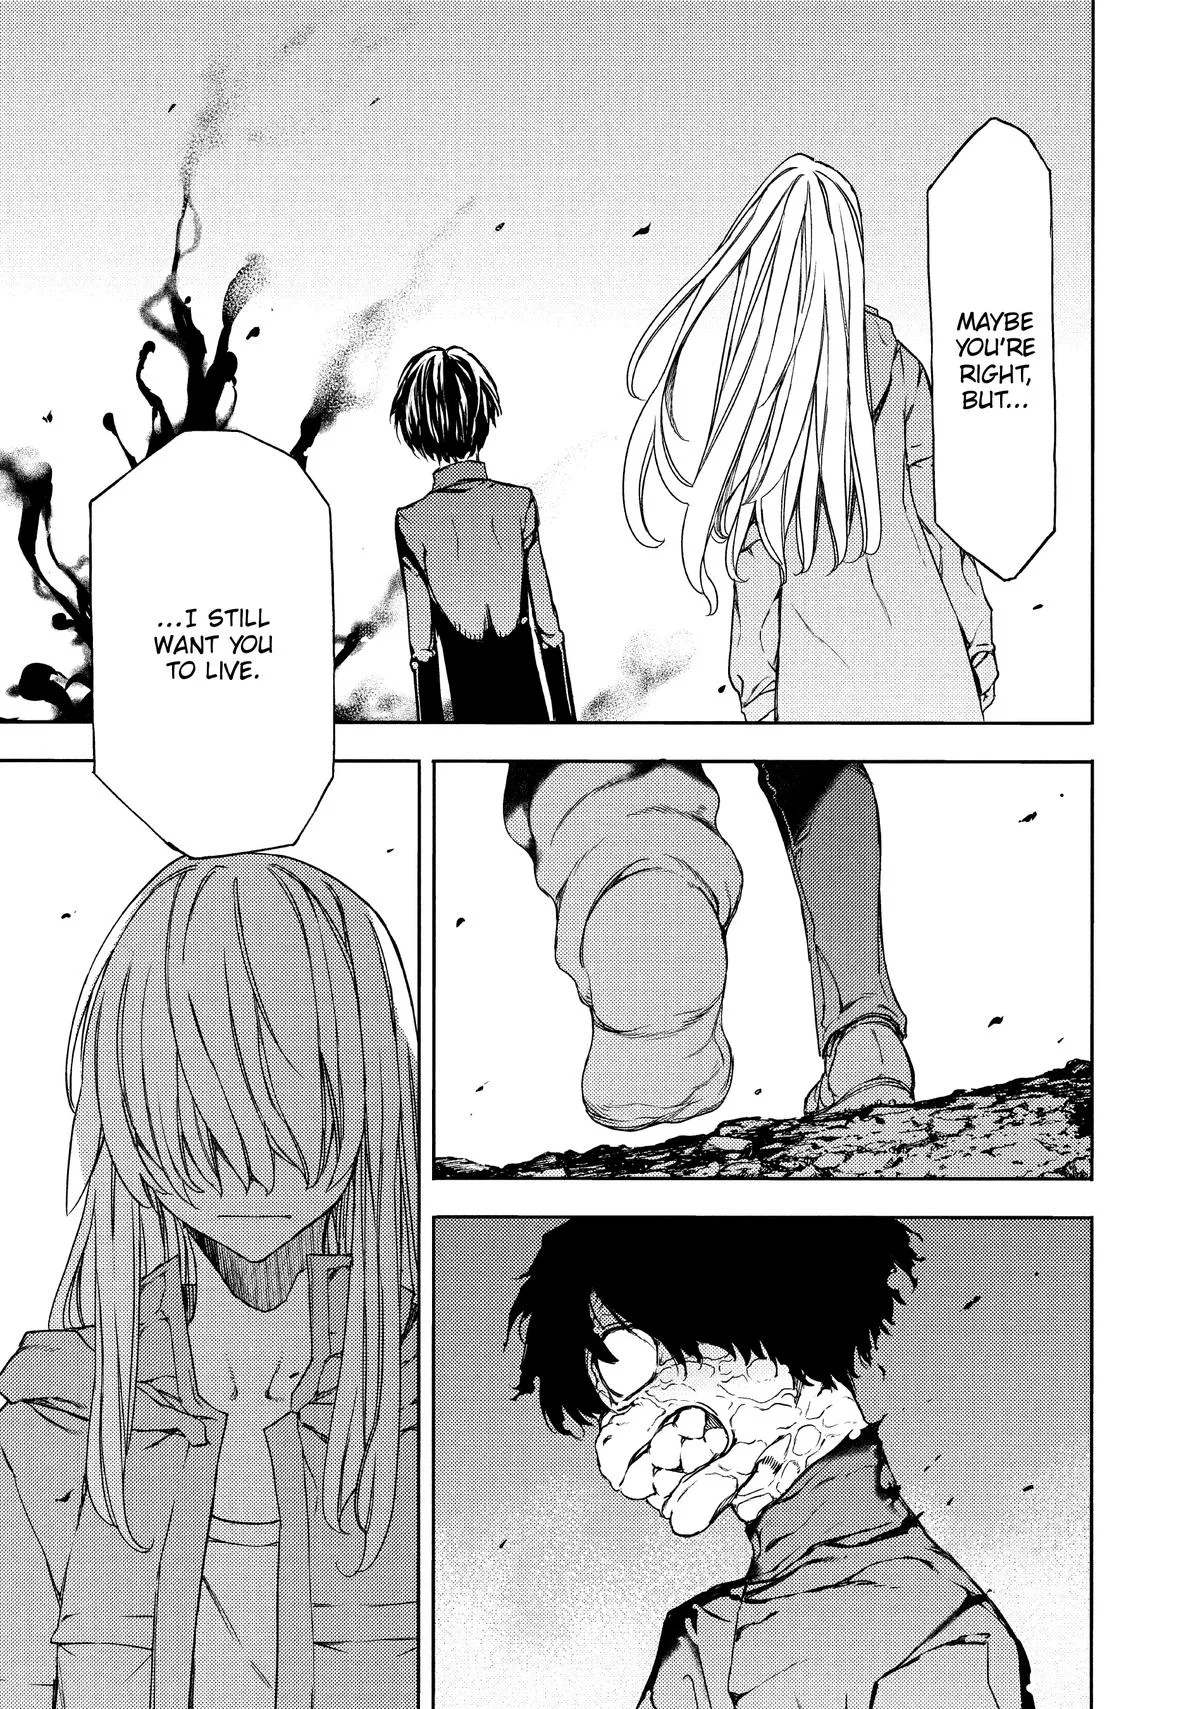 MAYBE
YOU'RE
RIGHT,
BUT...
...I STILL
WANT YOU
TO LIVE.